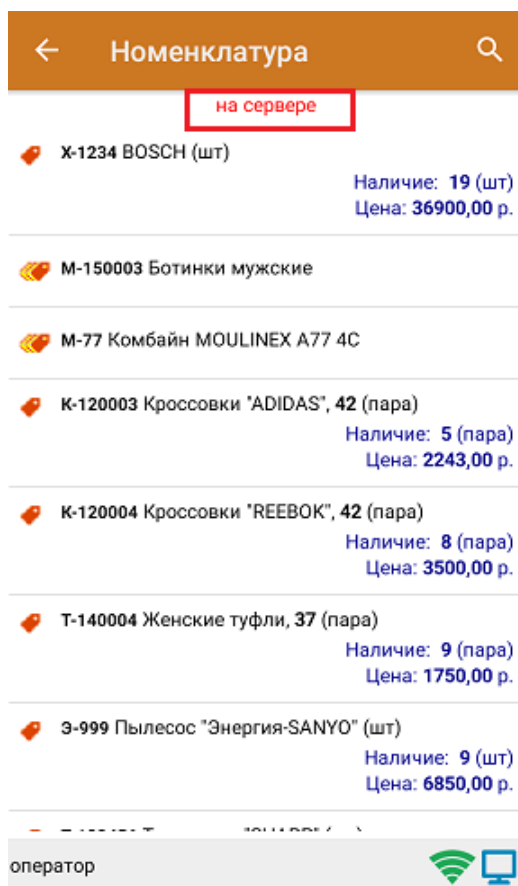 Номенклатура
на сервере
X-1234 BOSCH (шт)
Наличие: 19 (шт)
Цена: 36900,00 р.
М-150003 Ботинки мужские
М-77 Комбайн MOULINEX A77 4C
К-120003 Кроссовки "ADIDAS", 42 (пара)
Наличие: 5 (пара)
Цена: 2243,00 р.
К-120004 Кроссовки "REEBOK", 42 (пара)
Наличие: 8 (пара)
Цена: 3500,00 р.
Т-140004 Женские туфли, 37 (пара)
Наличие: 9 (пара)
Цена: 1750,00 р.
Э-999 Пылесос "Энергия-SANYO" (шт)
Наличие: 9 (шт)
Цена: 6850,00 р.
оператор